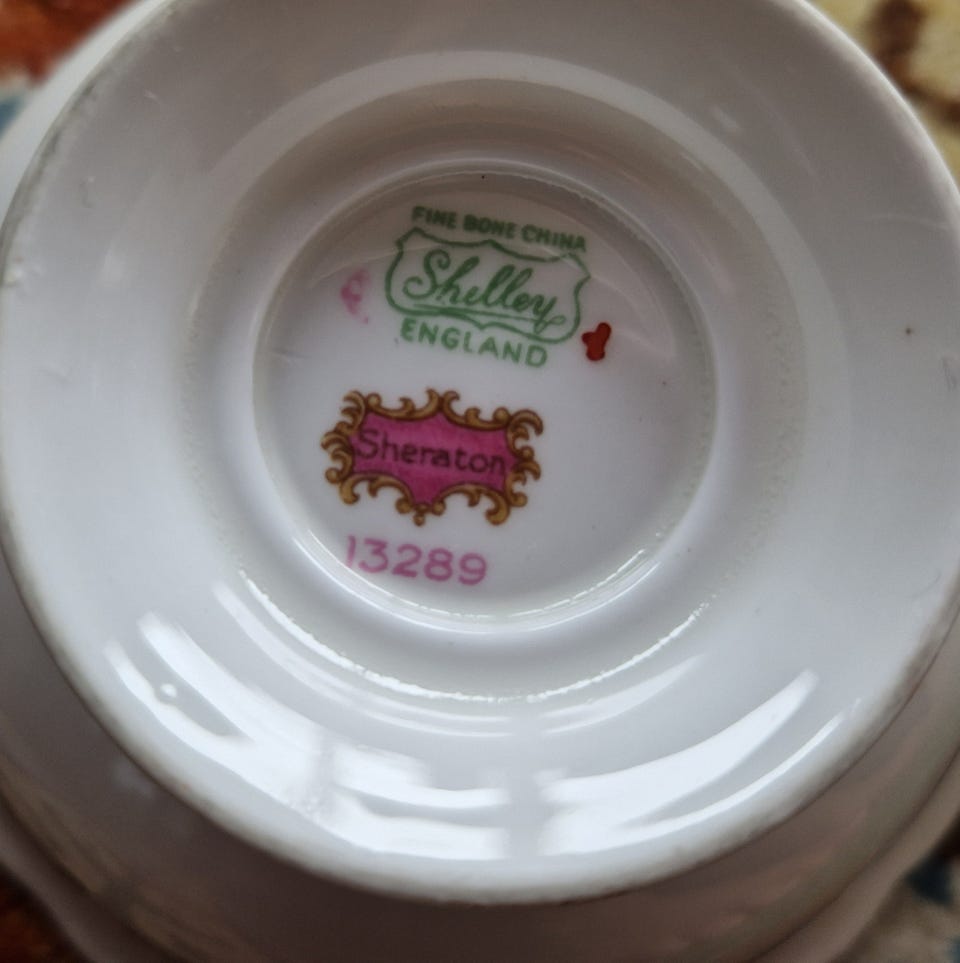 FINE BONE CHINA
Shelley
ENGLAND
Sheraton
13289